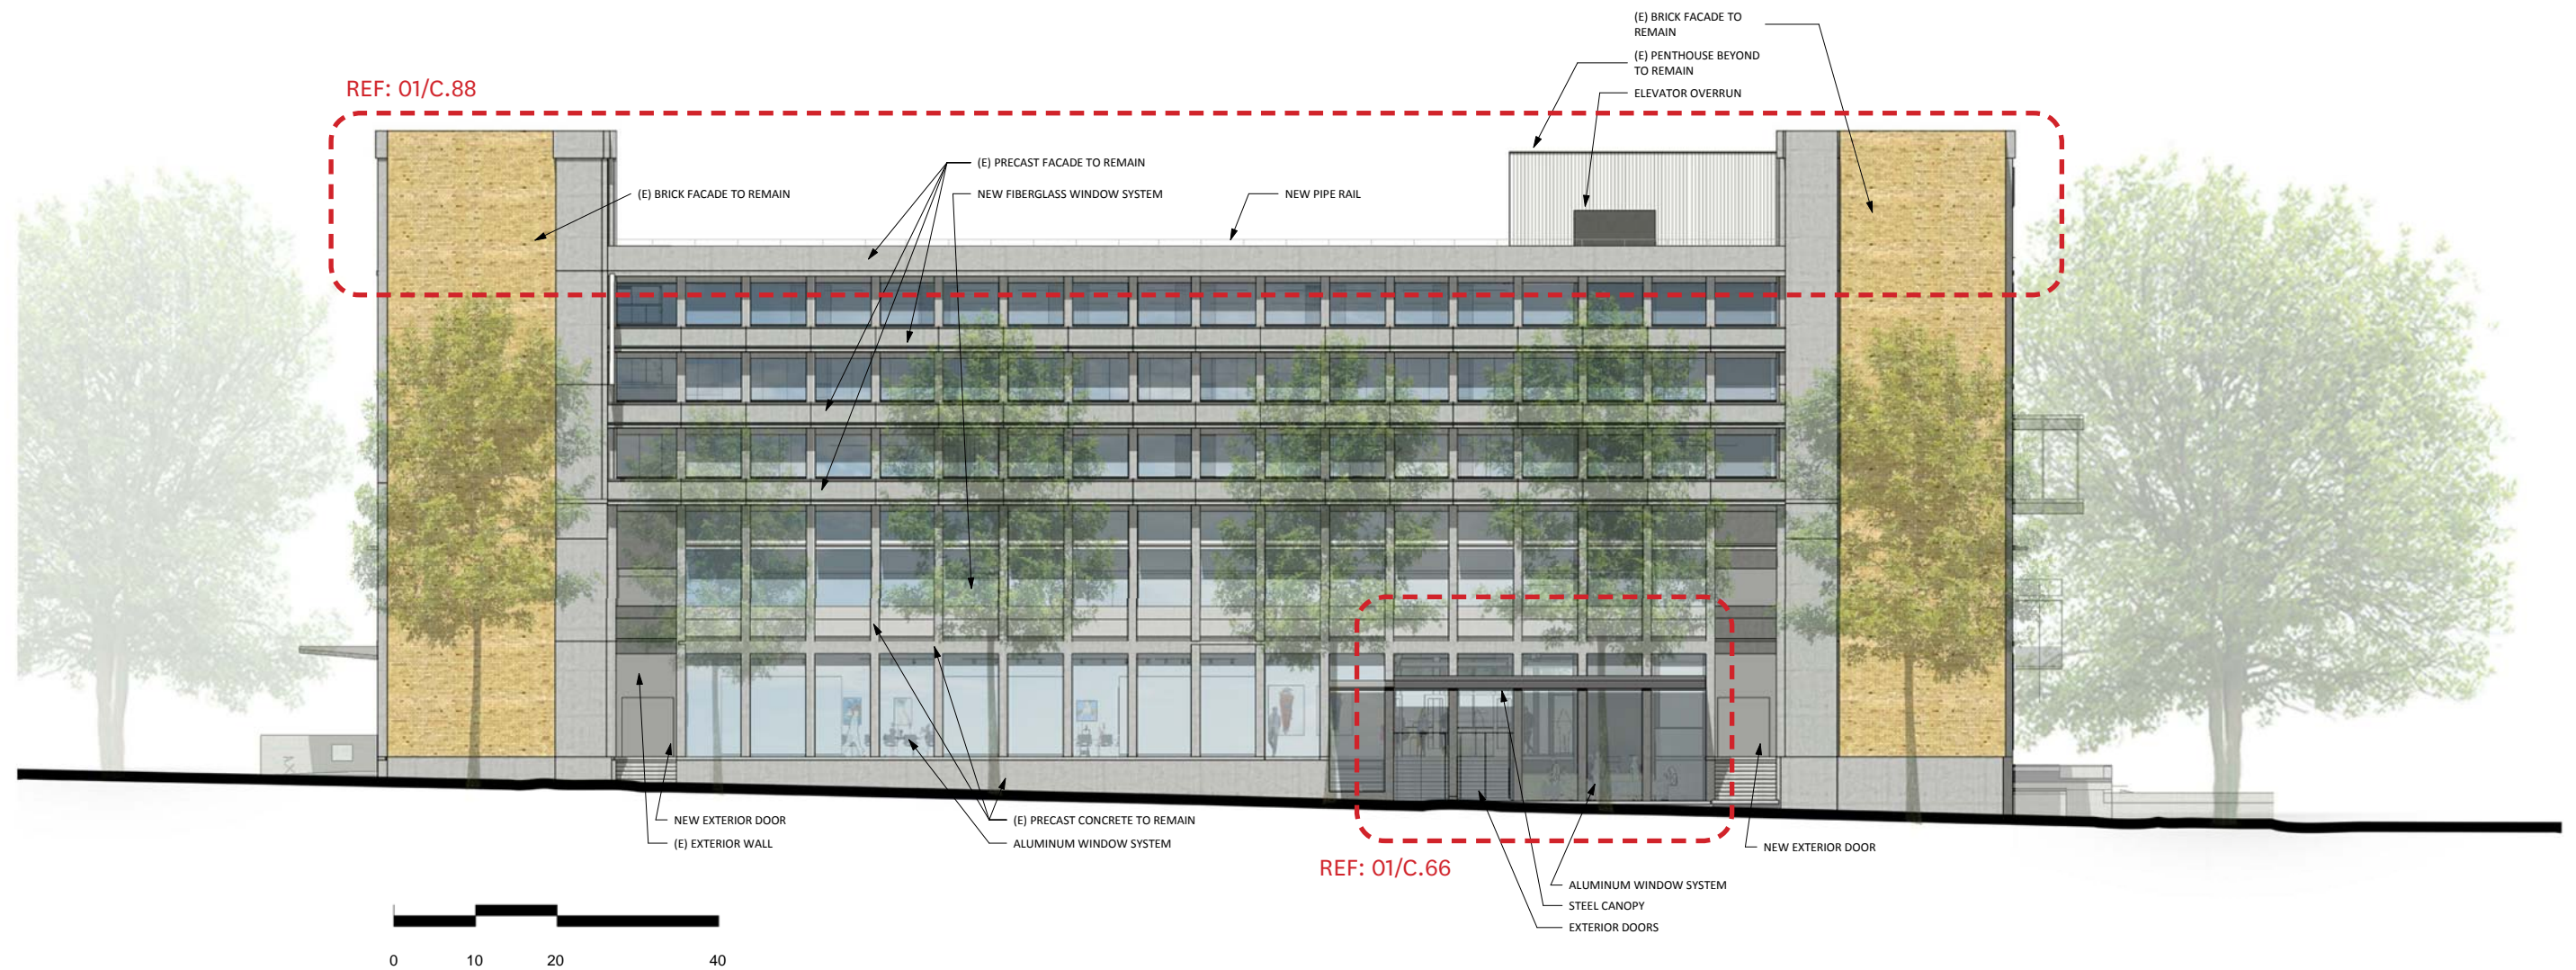 (E) BRICK FACADE TO
REMAIN
(E) PENTHOUSE BEYOND
TO REMAIN
ELEVATOR OVERRUN
REF: 01/C.88
(E) PRECAST FACADE TO REMAIN
(E) BRICK FACADE TO REMAIN
NEW FIBERGLASS WINDOW SYSTEM
NEW PIPE RAIL
NEW EXTERIOR DOOR
(E) EXTERIOR WALL
(E) PRECAST CONCRETE TO REMAIN
ALUMINUM WINDOW SYSTEM
NEW EXTERIOR DOOR
REF: 01/C.66
ALUMINUM WINDOW SYSTEM
STEEL CANOPY
EXTERIOR DOORS
0 10 20 40